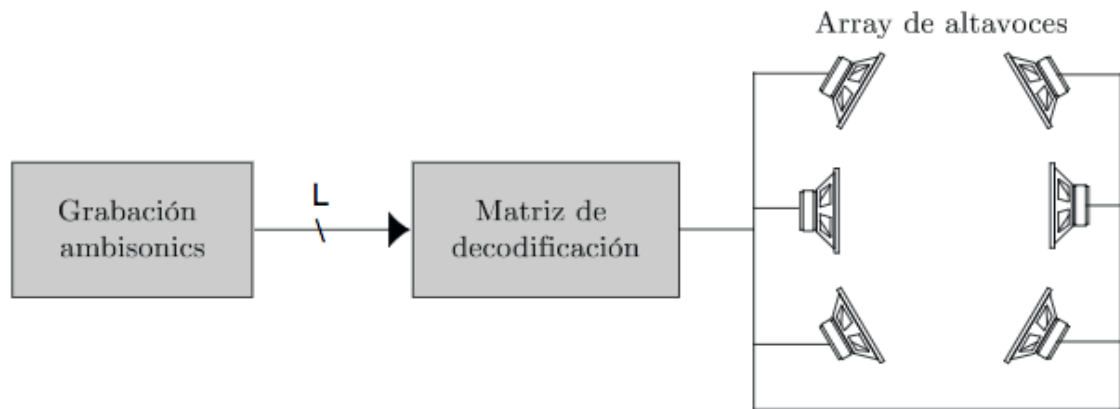 Array de altavoces
L
Grabación
ambisonics
Matriz de
decodificación